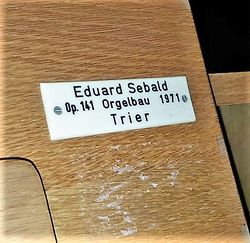 Eduard Sebald
Op. 141 Orgelbau 1971
Trier